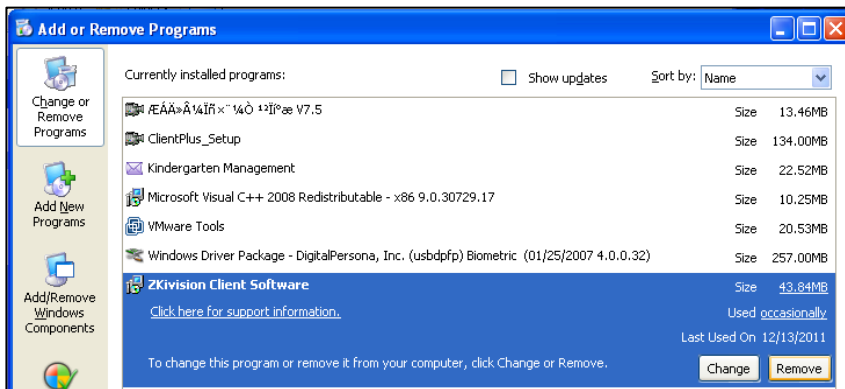 Add or Remove Programs
Change or
Remove
Programs
Currently installed programs:
Show updates
Sort by: Name
ÆÁÄ»Â¼Ïñ×¨¼Ò ¹²Ïíºæ V7.5 Size 13.46MB
ClientPlus_Setup Size 134.00MB
Kindergarten Management Size 22.52MB
Microsoft Visual C++ 2008 Redistributable - x86 9.0.30729.17 Size 10.25MB
Add New
Programs
VMware Tools Size 20.53MB
Windows Driver Package - DigitalPersona, Inc. (usbdpfp) Biometric (01/25/2007 4.0.0.32) Size 257.00MB
ZKivision Client Software Size 43.84MB
Add/Remove
Windows
Components
Click here for support information. Used occasionally
Last Used On 12/13/2011
To change this program or remove it from your computer, click Change or Remove. Change Remove